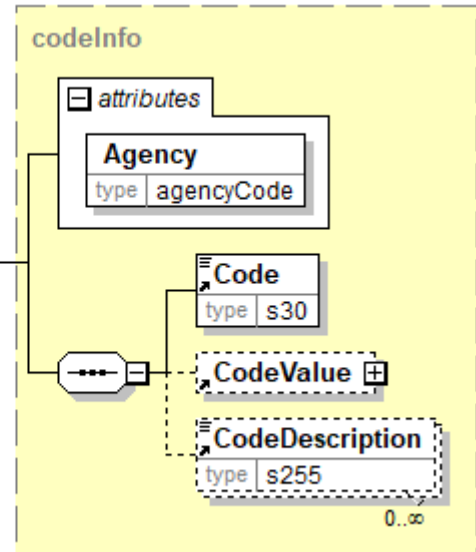 codeInfo
attributes
Agency
type agencyCode
Code
type s30
CodeValue
CodeDescription
type s255
0..∞